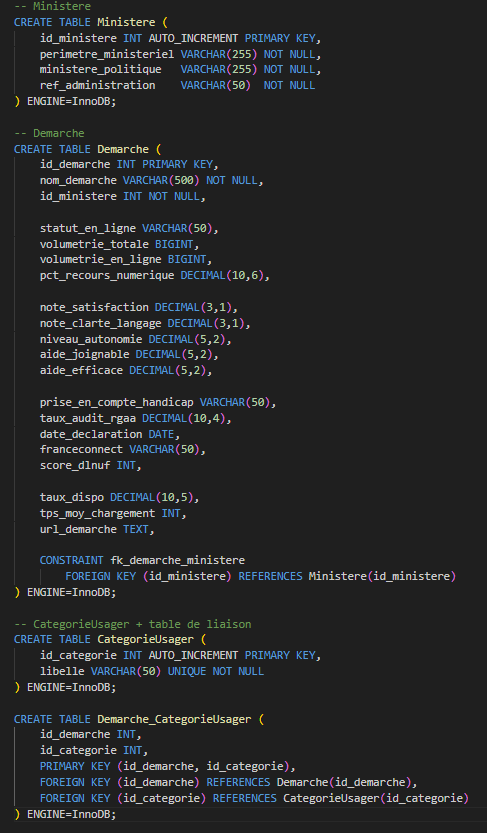 -- Ministere
CREATE TABLE Ministere (
    id_ministere INT AUTO_INCREMENT PRIMARY KEY,
    perimetre_ministeriel VARCHAR(255) NOT NULL,
    ministere_politique   VARCHAR(255) NOT NULL,
    ref_administration    VARCHAR(50)  NOT NULL
) ENGINE=InnoDB;

-- Demarche
CREATE TABLE Demarche (
    id_demarche INT PRIMARY KEY,
    nom_demarche VARCHAR(500) NOT NULL,
    id_ministere INT NOT NULL,

    statut_en_ligne VARCHAR(50),
    volumetrie_totale BIGINT,
    volumetrie_en_ligne BIGINT,
    pct_recours_numerique DECIMAL(10,6),

    note_satisfaction DECIMAL(3,1),
    note_clarte_langage DECIMAL(3,1),
    niveau_autonomie DECIMAL(5,2),
    aide_joignable DECIMAL(5,2),
    aide_efficace DECIMAL(5,2),

    prise_en_compte_handicap VARCHAR(50),
    taux_audit_rgaa DECIMAL(10,4),
    date_declaration DATE,
    franceconnect VARCHAR(50),
    score_dlnuf INT,

    taux_dispo DECIMAL(10,5),
    tps_moy_chargement INT,
    url_demarche TEXT,

    CONSTRAINT fk_demarche_ministere
        FOREIGN KEY (id_ministere) REFERENCES Ministere(id_ministere)
) ENGINE=InnoDB;

-- CategorieUsager + table de liaison
CREATE TABLE CategorieUsager (
    id_categorie INT AUTO_INCREMENT PRIMARY KEY,
    libelle VARCHAR(50) UNIQUE NOT NULL
) ENGINE=InnoDB;

CREATE TABLE Demarche_CategorieUsager (
    id_demarche INT,
    id_categorie INT,
    PRIMARY KEY (id_demarche, id_categorie),
    FOREIGN KEY (id_demarche) REFERENCES Demarche(id_demarche),
    FOREIGN KEY (id_categorie) REFERENCES CategorieUsager(id_categorie)
) ENGINE=InnoDB;